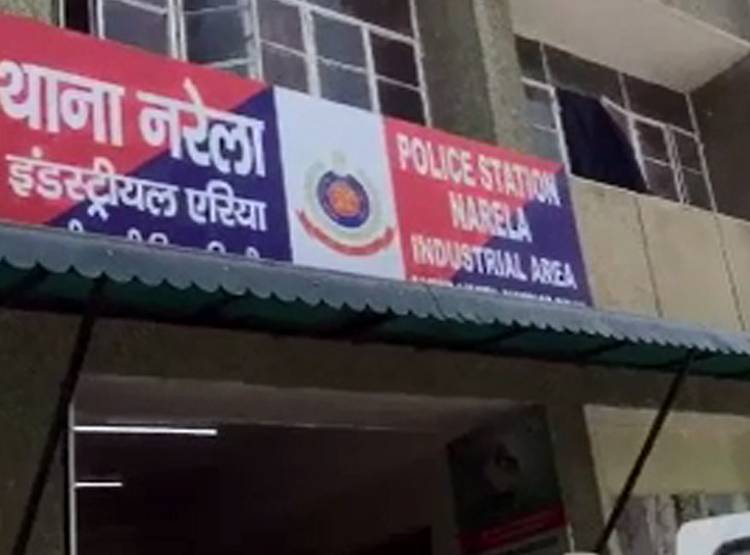 थाना नरेला
इंडस्ट्रीयल एरिया
POLICE STATION
NARELA
INDUSTRIAL AREA